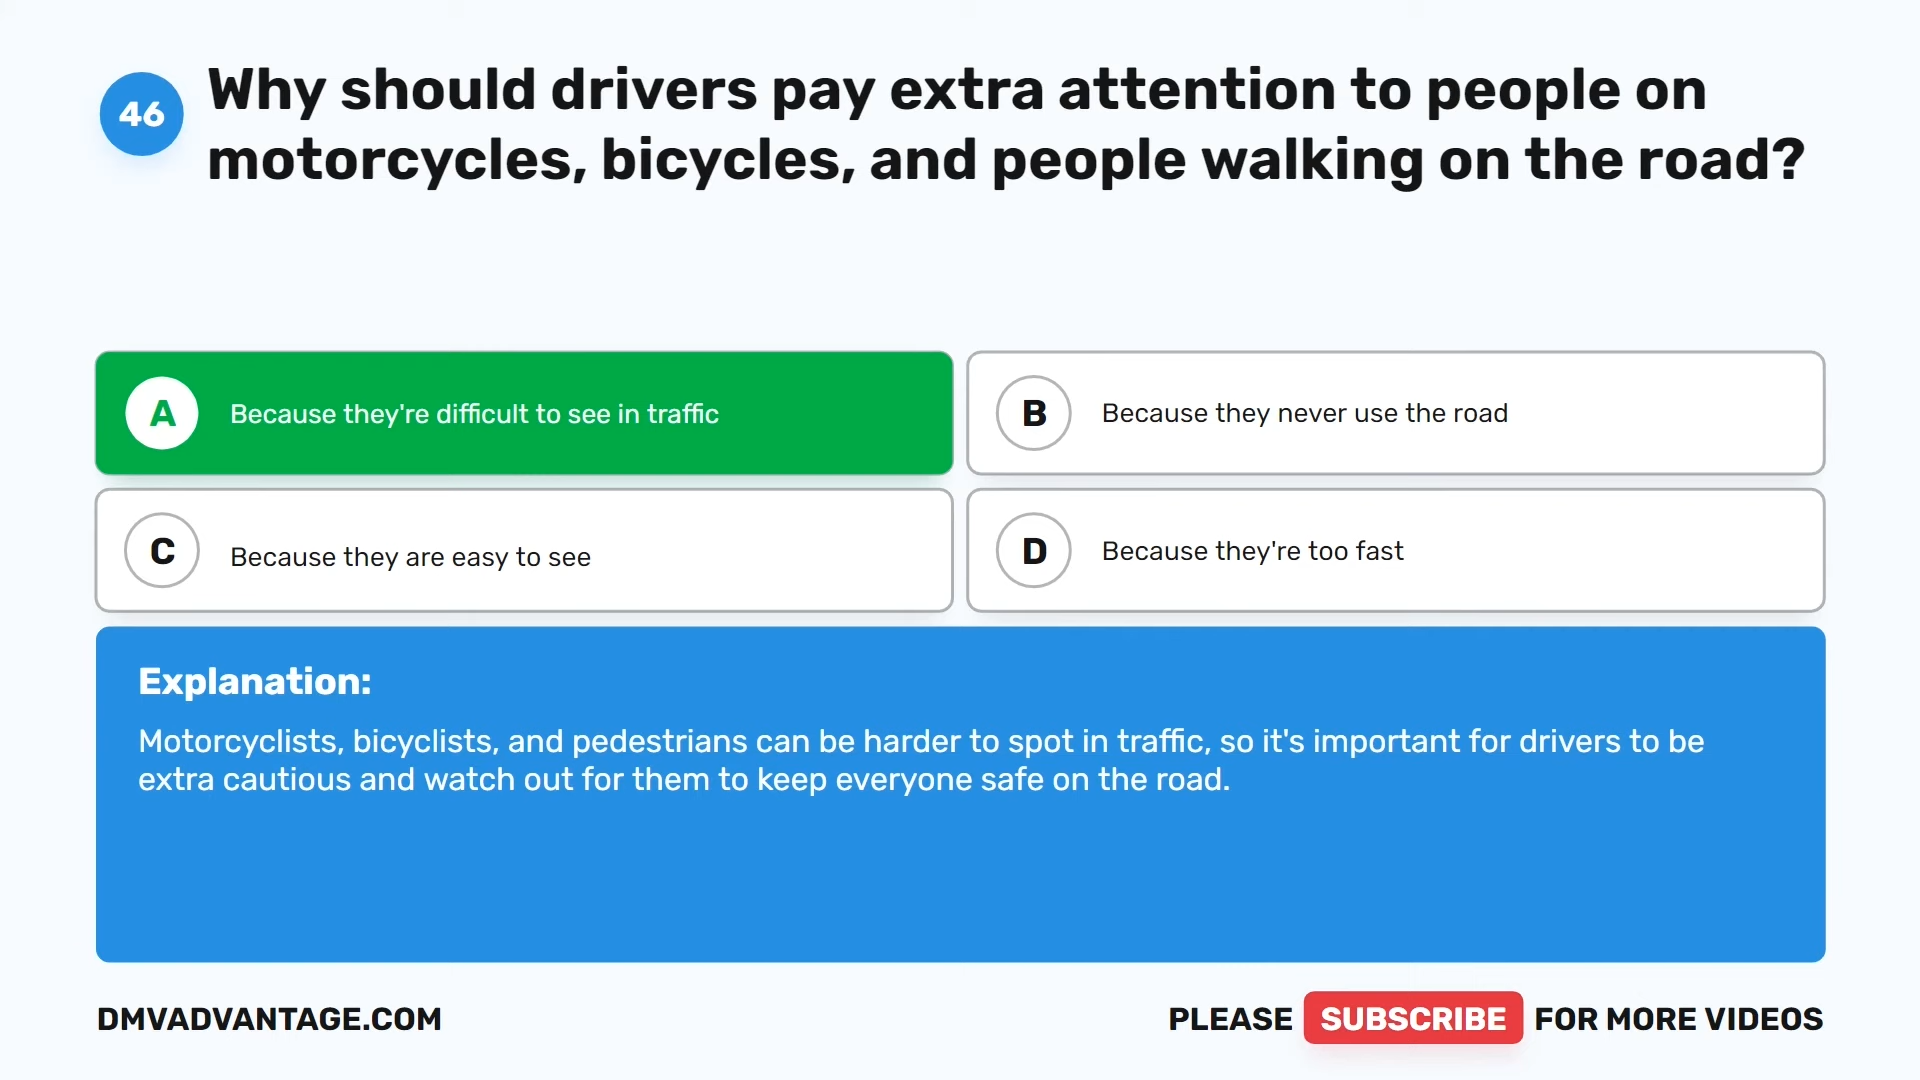 46
Why should drivers pay extra attention to people on
motorcycles, bicycles, and people walking on the road?
A Because they're difficult to see in traffic
B Because they never use the road
C Because they are easy to see
D Because they're too fast
Explanation:
Motorcyclists, bicyclists, and pedestrians can be harder to spot in traffic, so it's important for drivers to be
extra cautious and watch out for them to keep everyone safe on the road.
DMVADVANTAGE.COM
PLEASE SUBSCRIBE FOR MORE VIDEOS